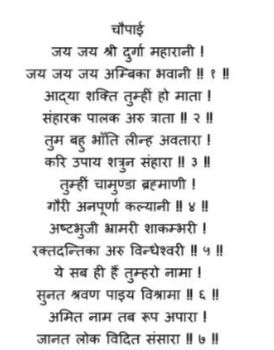 चौपाई
जय जय श्री दुर्गा महारानी !
जय जय जय अम्बिका भवानी !! १ !!
आद्या शक्ति तुम्हीं हो माता !
संहारक पालक अरु त्राता !! २ !!
तुम बहु भाँति लीन्ह अवतारा !
करि उपाय शत्रुन संहारा !! ३ !!
तुम्हीं चामुण्डा ब्रह्माणी !
गौरी अनपूर्णा कल्यानी !! ४ !!
अष्टभुजी भ्रामरी शाकम्भरी !
रक्तदन्तिका अरु विन्धेश्वरी !! ५ !!
ये सब ही हैं तुम्हरो नामा !
सुनत श्रवण पाइय विश्रामा !! ६ !!
अमित नाम तब रूप अपारा !
जानत लोक विदित संसारा !! ७ !!